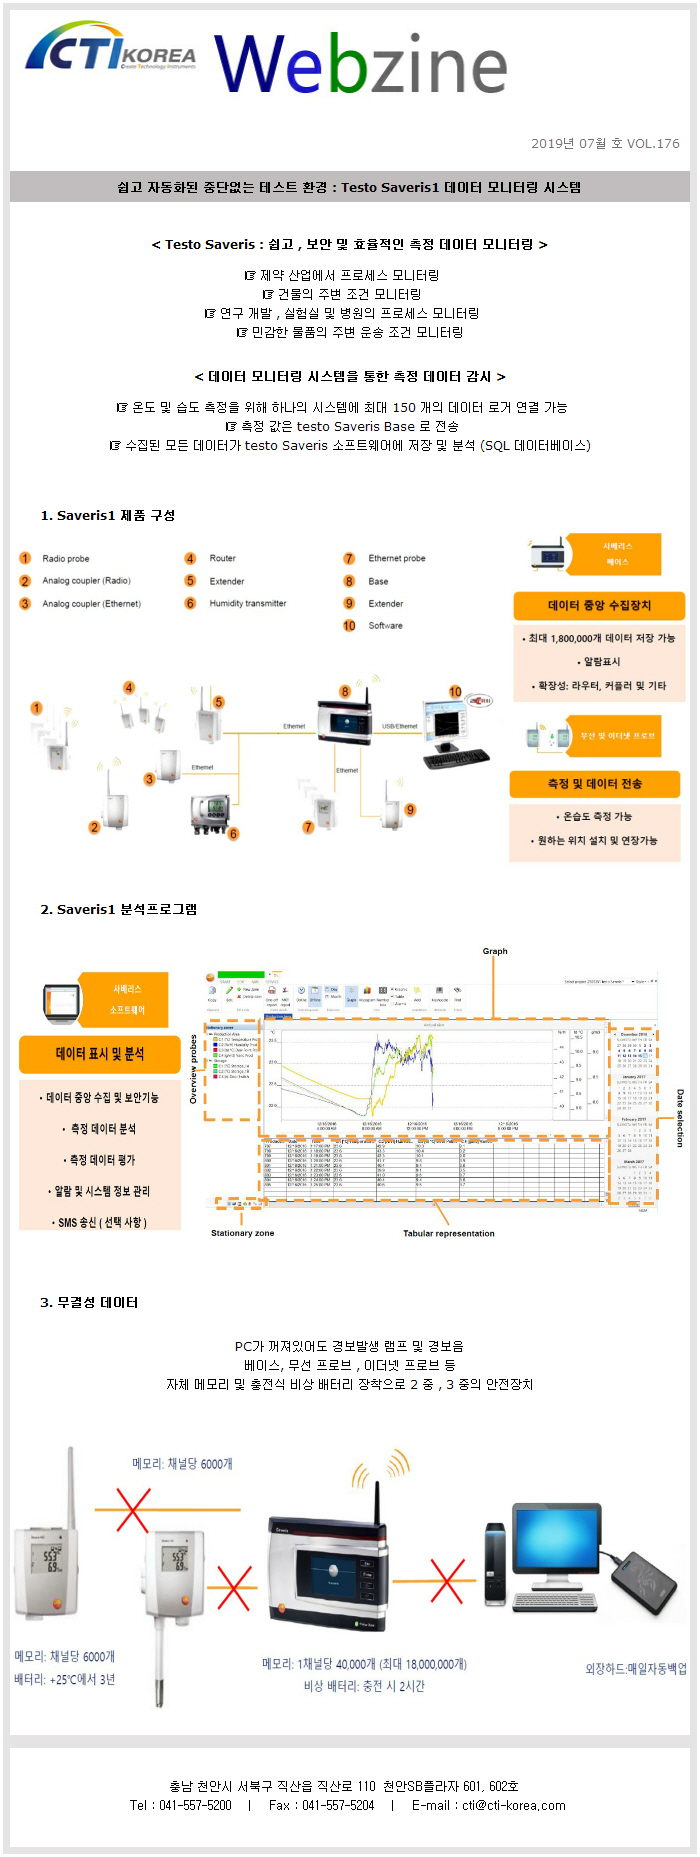 CTI KOREA
Create Technology Instruments
Webzine
2019년 07월 호 VOL.176
쉽고 자동화된 중단없는 테스트 환경 : Testo Saveris1 데이터 모니터링 시스템
< Testo Saveris : 쉽고 , 보안 및 효율적인 측정 데이터 모니터링 >
☞ 제약 산업에서 프로세스 모니터링
☞ 건물의 주변 조건 모니터링
☞ 연구 개발 , 실험실 및 병원의 프로세스 모니터링
☞ 민감한 물품의 주변 운송 조건 모니터링
< 데이터 모니터링 시스템을 통한 측정 데이터 감시 >
☞ 온도 및 습도 측정을 위해 하나의 시스템에 최대 150 개의 데이터 로거 연결 가능
☞ 측정 값은 testo Saveris Base 로 전송
☞ 수집된 모든 데이터가 testo Saveris 소프트웨어에 저장 및 분석 (SQL 데이터베이스)
1. Saveris1 제품 구성
1 Radio probe
2 Analog coupler (Radio)
3 Analog coupler (Ethernet)
4 Router
5 Extender
6 Humidity transmitter
7 Ethernet probe
8 Base
9 Extender
10 Software
사베리스
베이스
데이터 중앙 수집장치
• 최대 1,800,000개 데이터 저장 가능
• 알람표시
• 확장성: 라우터, 커플러 및 기타
무선 및 이더넷 프로브
측정 및 데이터 전송
• 온습도 측정 가능
• 원하는 위치 설치 및 연장가능
1
4
5
8
10
Ethernet
USB/Ethernet
3
Ethernet
Ethernet
2
6
7
9
2. Saveris1 분석프로그램
사베리스
소프트웨어
데이터 표시 및 분석
• 데이터 중앙 수집 및 보안기능
• 측정 데이터 분석
• 측정 데이터 평가
• 알람 및 시스템 정보 관리
• SMS 송신 ( 선택 사항 )
Graph
Overview probes
Date selection
December 2016
January 2017
February 2017
March 2017
Stationary zone
Tabular representation
3. 무결성 데이터
PC가 꺼져있어도 경보발생 램프 및 경보음
베이스, 무선 프로브 , 이더넷 프로브 등
자체 메모리 및 충전식 비상 배터리 장착으로 2 중 , 3 중의 안전장치
메모리: 채널당 6000개
메모리: 채널당 6000개
배터리: +25℃에서 3년
메모리: 1채널당 40,000개 (최대 18,000,000개)
비상 배터리: 충전 시 2시간
외장하드:매일자동백업
충남 천안시 서북구 직산읍 직산로 110 천안SB플라자 601, 602호
Tel : 041-557-5200 | Fax : 041-557-5204 | E-mail : cti@cti-korea.com